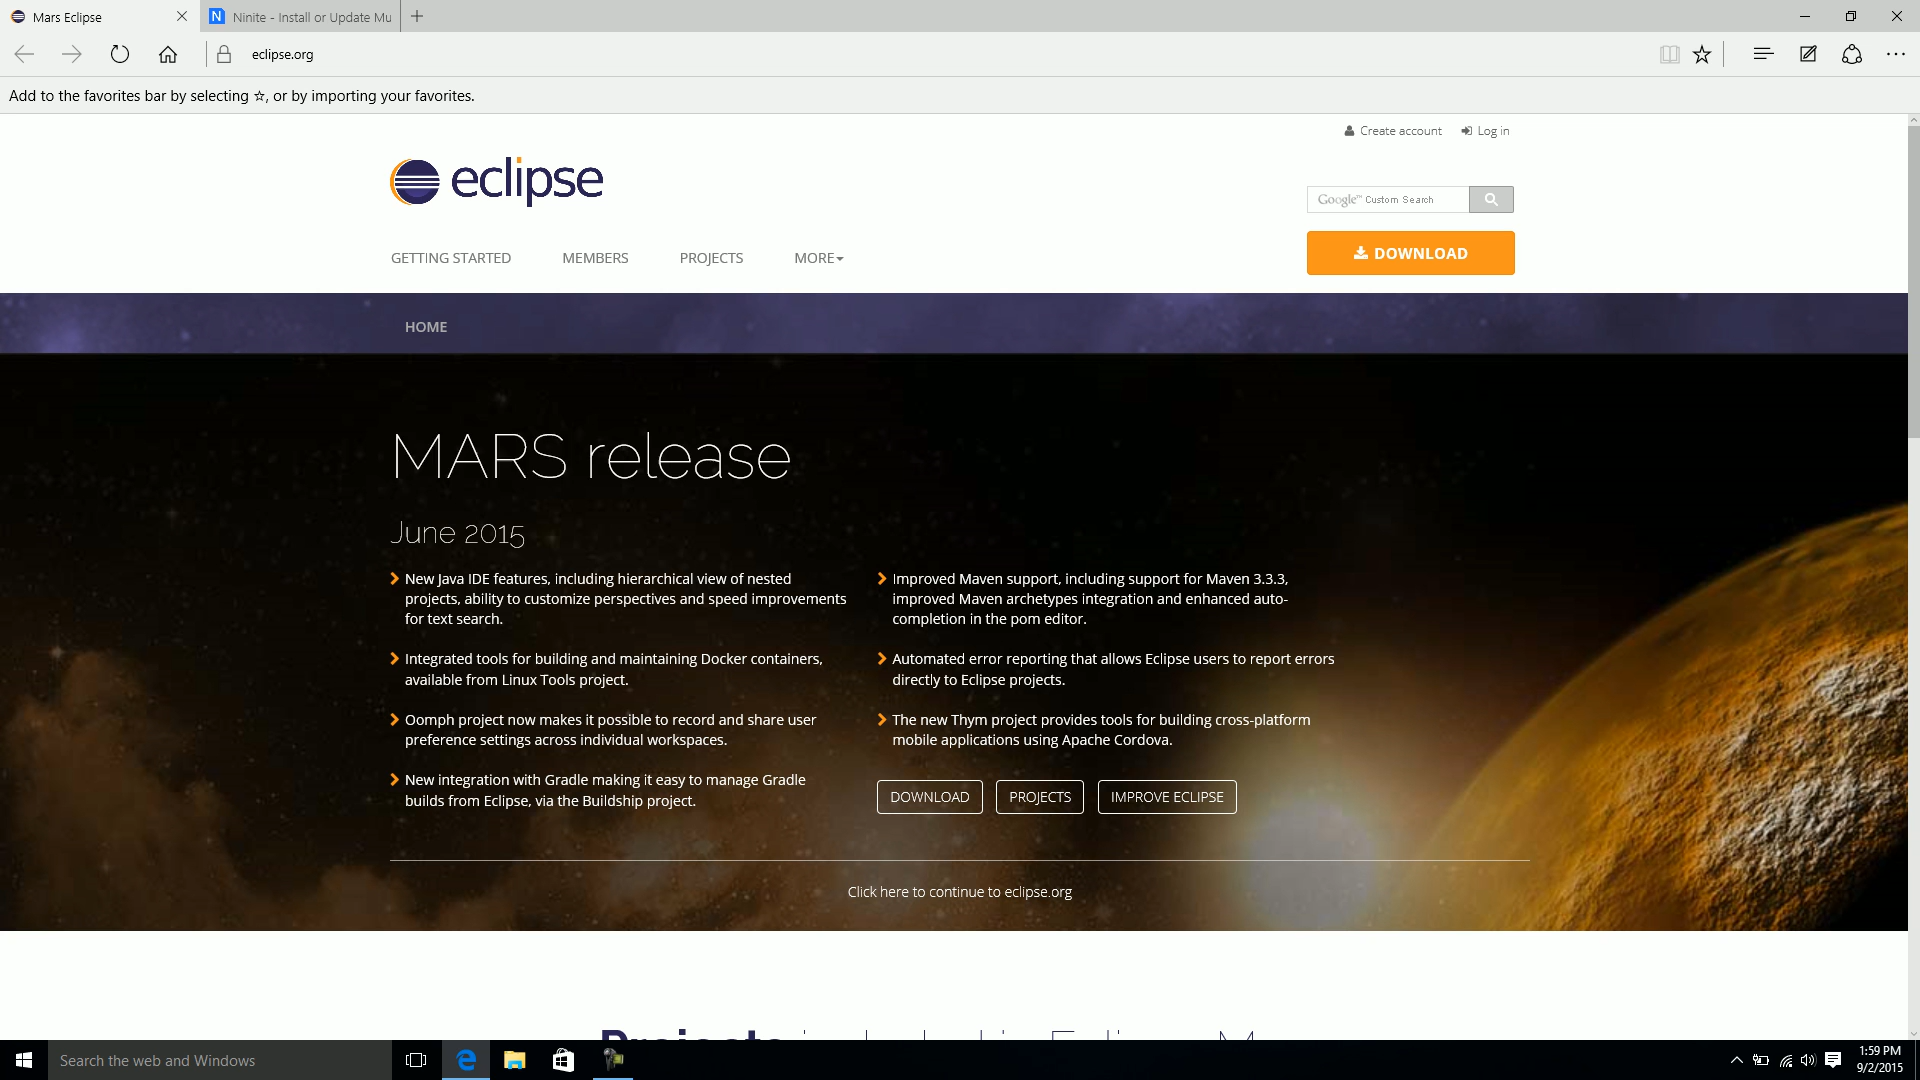 Mars Eclipse
Ninite - Install or Update Mu
eclipse.org
Add to the favorites bar by selecting ☆, or by importing your favorites.
Create account
Log in
eclipse
Google™ Custom Search
GETTING STARTED
MEMBERS
PROJECTS
MORE
DOWNLOAD
HOME
MARS release
June 2015
New Java IDE features, including hierarchical view of nested
projects, ability to customize perspectives and speed improvements
for text search.
Integrated tools for building and maintaining Docker containers,
available from Linux Tools project.
Oomph project now makes it possible to record and share user
preference settings across individual workspaces.
New integration with Gradle making it easy to manage Gradle
builds from Eclipse, via the Buildship project.
Improved Maven support, including support for Maven 3.3.3,
improved Maven archetypes integration and enhanced auto-
completion in the pom editor.
Automated error reporting that allows Eclipse users to report errors
directly to Eclipse projects.
The new Thym project provides tools for building cross-platform
mobile applications using Apache Cordova.
DOWNLOAD
PROJECTS
IMPROVE ECLIPSE
Click here to continue to eclipse.org
Search the web and Windows
1:59 PM
9/2/2015